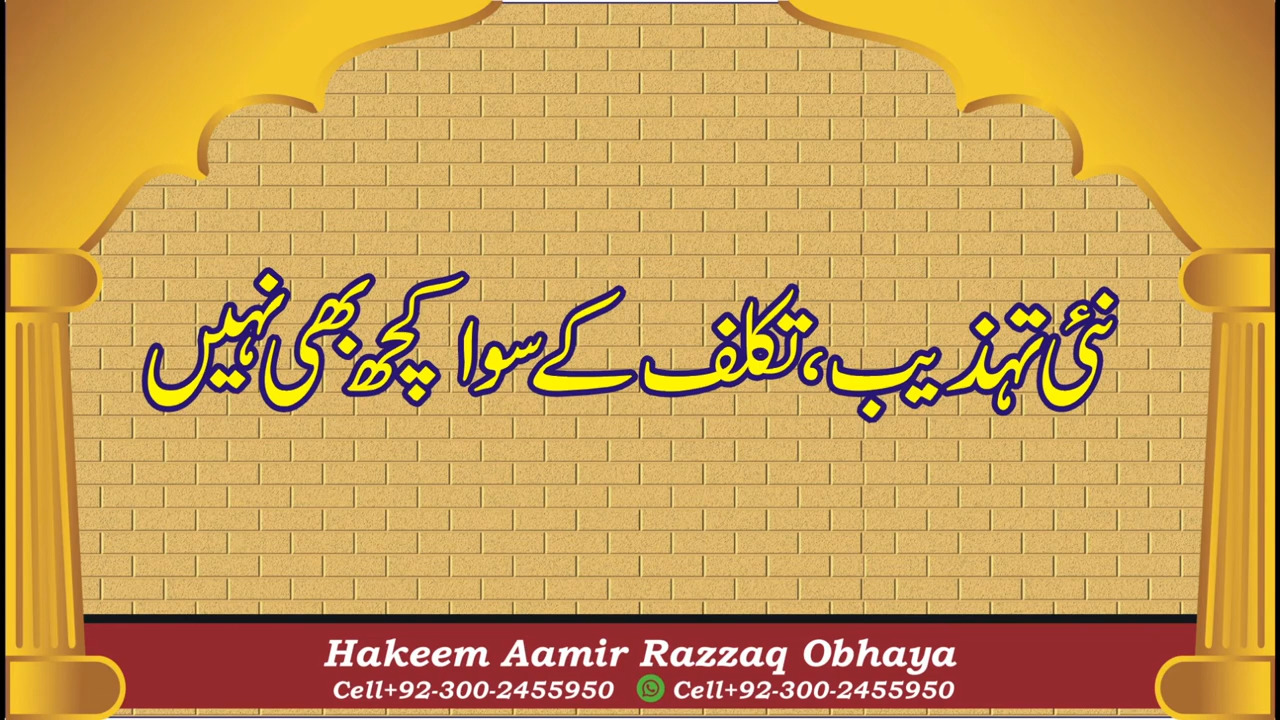 نئی تہذیب، تکلف کے سوا کچھ بھی نہیں
Hakeem Aamir Razzaq Obhaya
Cell+92-300-2455950 Cell+92-300-2455950